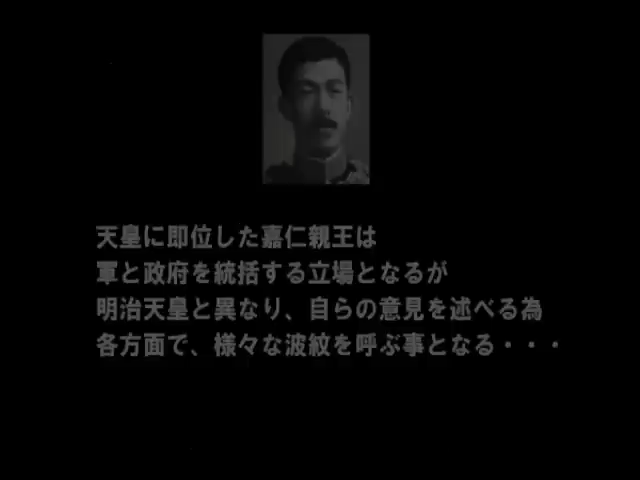 天皇に即位した嘉仁親王は
軍と政府を統括する立場となるが
明治天皇と異なり、自らの意見を述べる為
各方面で、様々な波紋を呼ぶ事となる・・・